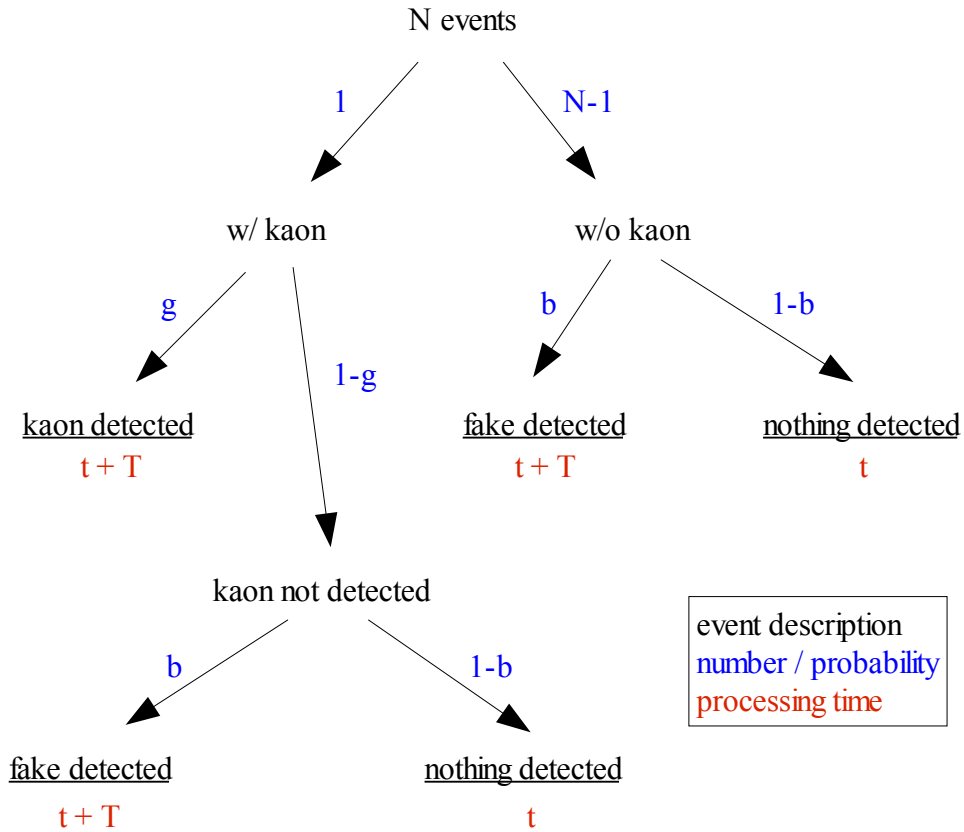 N events
1
N-1
w/ kaon
w/o kaon
g
1-g
b
1-b
kaon detected
t + T
fake detected
t + T
nothing detected
t
kaon not detected
b
1-b
fake detected
t + T
nothing detected
t
event description
number / probability
processing time